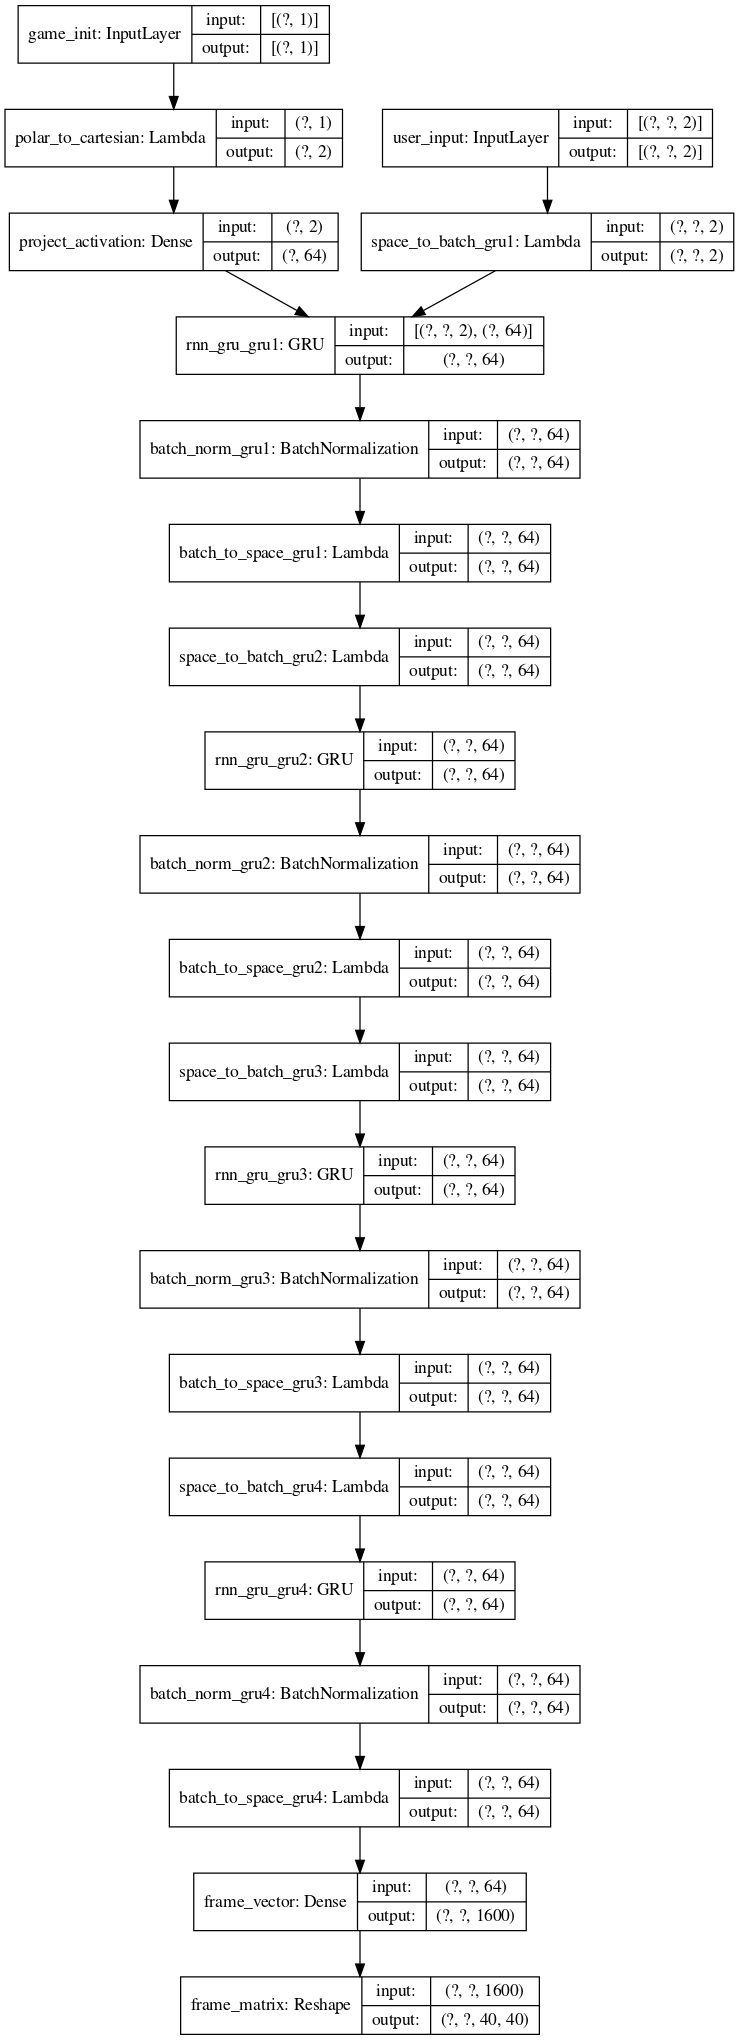 game_init: InputLayer
input: [(?, 1)]
output: [(?, 1)]
polar_to_cartesian: Lambda
input: (?, 1)
output: (?, 2)
user_input: InputLayer
input: [(?, ?, 2)]
output: [(?, ?, 2)]
project_activation: Dense
input: (?, 2)
output: (?, 64)
space_to_batch_gru1: Lambda
input: (?, ?, 2)
output: (?, ?, 2)
rnn_gru_gru1: GRU
input: [(?, ?, 2), (?, 64)]
output: (?, ?, 64)
batch_norm_gru1: BatchNormalization
input: (?, ?, 64)
output: (?, ?, 64)
batch_to_space_gru1: Lambda
input: (?, ?, 64)
output: (?, ?, 64)
space_to_batch_gru2: Lambda
input: (?, ?, 64)
output: (?, ?, 64)
rnn_gru_gru2: GRU
input: (?, ?, 64)
output: (?, ?, 64)
batch_norm_gru2: BatchNormalization
input: (?, ?, 64)
output: (?, ?, 64)
batch_to_space_gru2: Lambda
input: (?, ?, 64)
output: (?, ?, 64)
space_to_batch_gru3: Lambda
input: (?, ?, 64)
output: (?, ?, 64)
rnn_gru_gru3: GRU
input: (?, ?, 64)
output: (?, ?, 64)
batch_norm_gru3: BatchNormalization
input: (?, ?, 64)
output: (?, ?, 64)
batch_to_space_gru3: Lambda
input: (?, ?, 64)
output: (?, ?, 64)
space_to_batch_gru4: Lambda
input: (?, ?, 64)
output: (?, ?, 64)
rnn_gru_gru4: GRU
input: (?, ?, 64)
output: (?, ?, 64)
batch_norm_gru4: BatchNormalization
input: (?, ?, 64)
output: (?, ?, 64)
batch_to_space_gru4: Lambda
input: (?, ?, 64)
output: (?, ?, 64)
frame_vector: Dense
input: (?, ?, 64)
output: (?, ?, 1600)
frame_matrix: Reshape
input: (?, ?, 1600)
output: (?, ?, 40, 40)